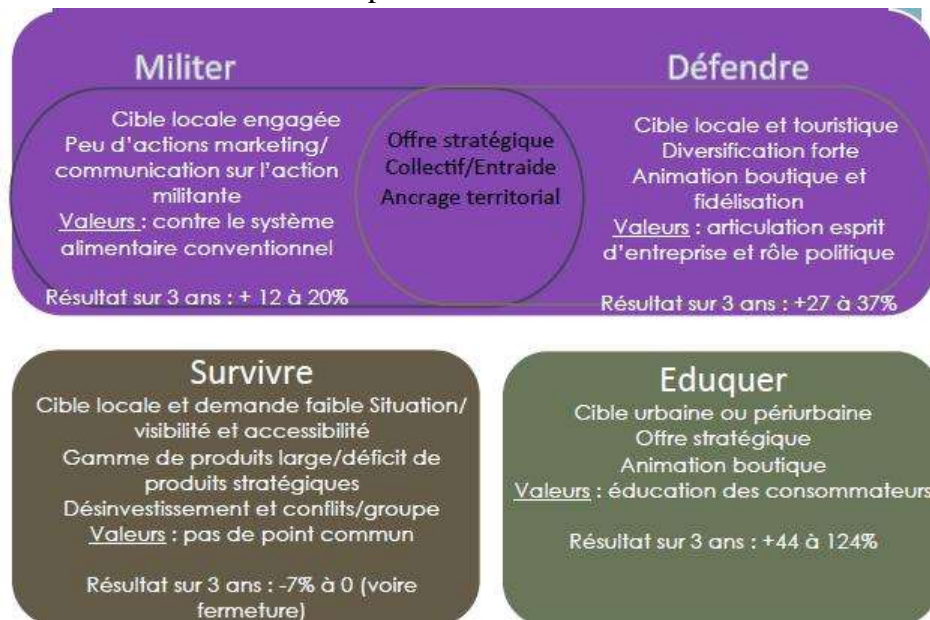 Militer
Cible locale engagée
Peu d'actions marketing/
communication sur l'action
militante
Valeurs : contre le système
alimentaire conventionnel
Résultat sur 3 ans : + 12 à 20%
Offre stratégique
Collectif/Entraide
Ancrage territorial
Défendre
Cible locale et touristique
Diversification forte
Animation boutique et
fidélisation
Valeurs : articulation esprit
d'entreprise et rôle politique
Résultat sur 3 ans : +27 à 37%
Survivre
Cible locale et demande faible Situation/
visibilité et accessibilité
Gamme de produits large/déficit de
produits stratégiques
Désinvestissement et conflits/groupe
Valeurs : pas de point commun
Résultat sur 3 ans : -7% à 0 (voire
fermeture)
Eduquer
Cible urbaine ou périurbaine
Offre stratégique
Animation boutique
Valeurs : éducation des consommateurs
Résultat sur 3 ans : +44 à 124%